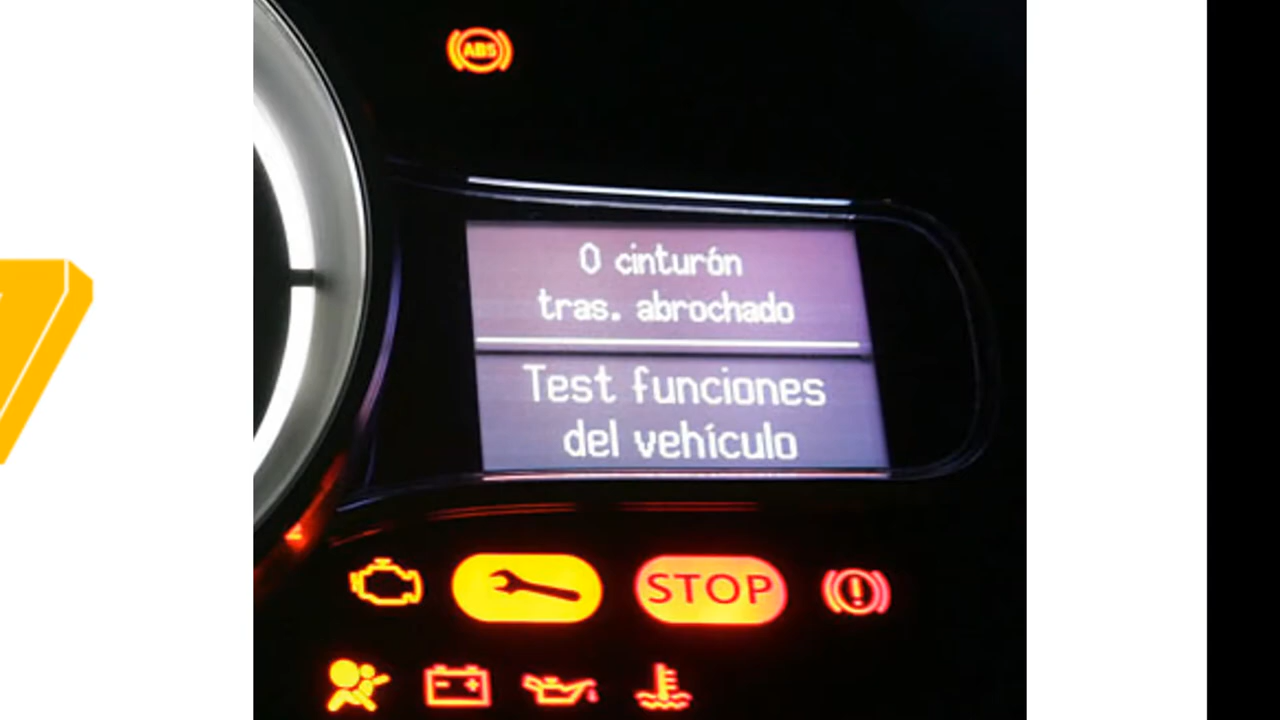 ABS
0 cinturón
tras. abrochado
Test funciones
del vehículo
STOP